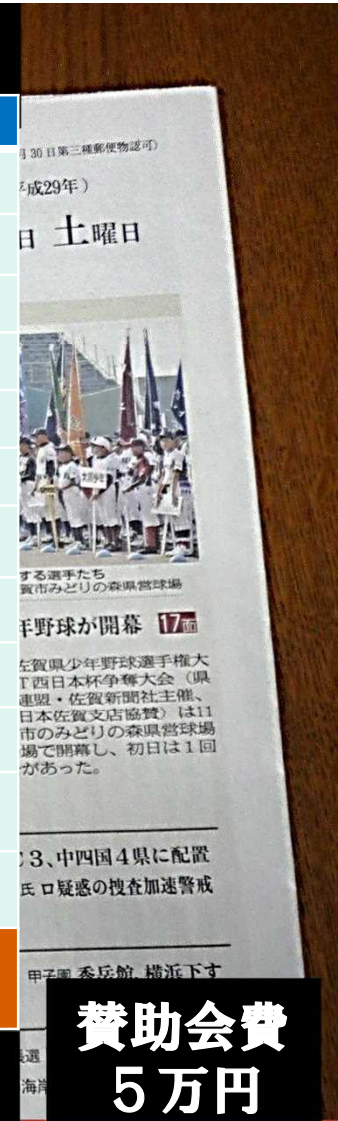 月30日第三種郵便物認可)
平成29年)
日 土曜日
する選手たち
賀市みどりの森県営球場
年野球が開幕 17面
佐賀県少年野球選手権大
T西日本杯争奪大会(県
連盟・佐賀新聞社主催、
日本佐賀支店協賛)は11
市のみどりの森県営球場
場で開幕し、初日は1回
があった。
C3、中四国4県に配置
氏 ロ疑惑の捜査加速警戒
甲子園 秀岳館、横浜下す
選
海岸
賛助会費
5万円